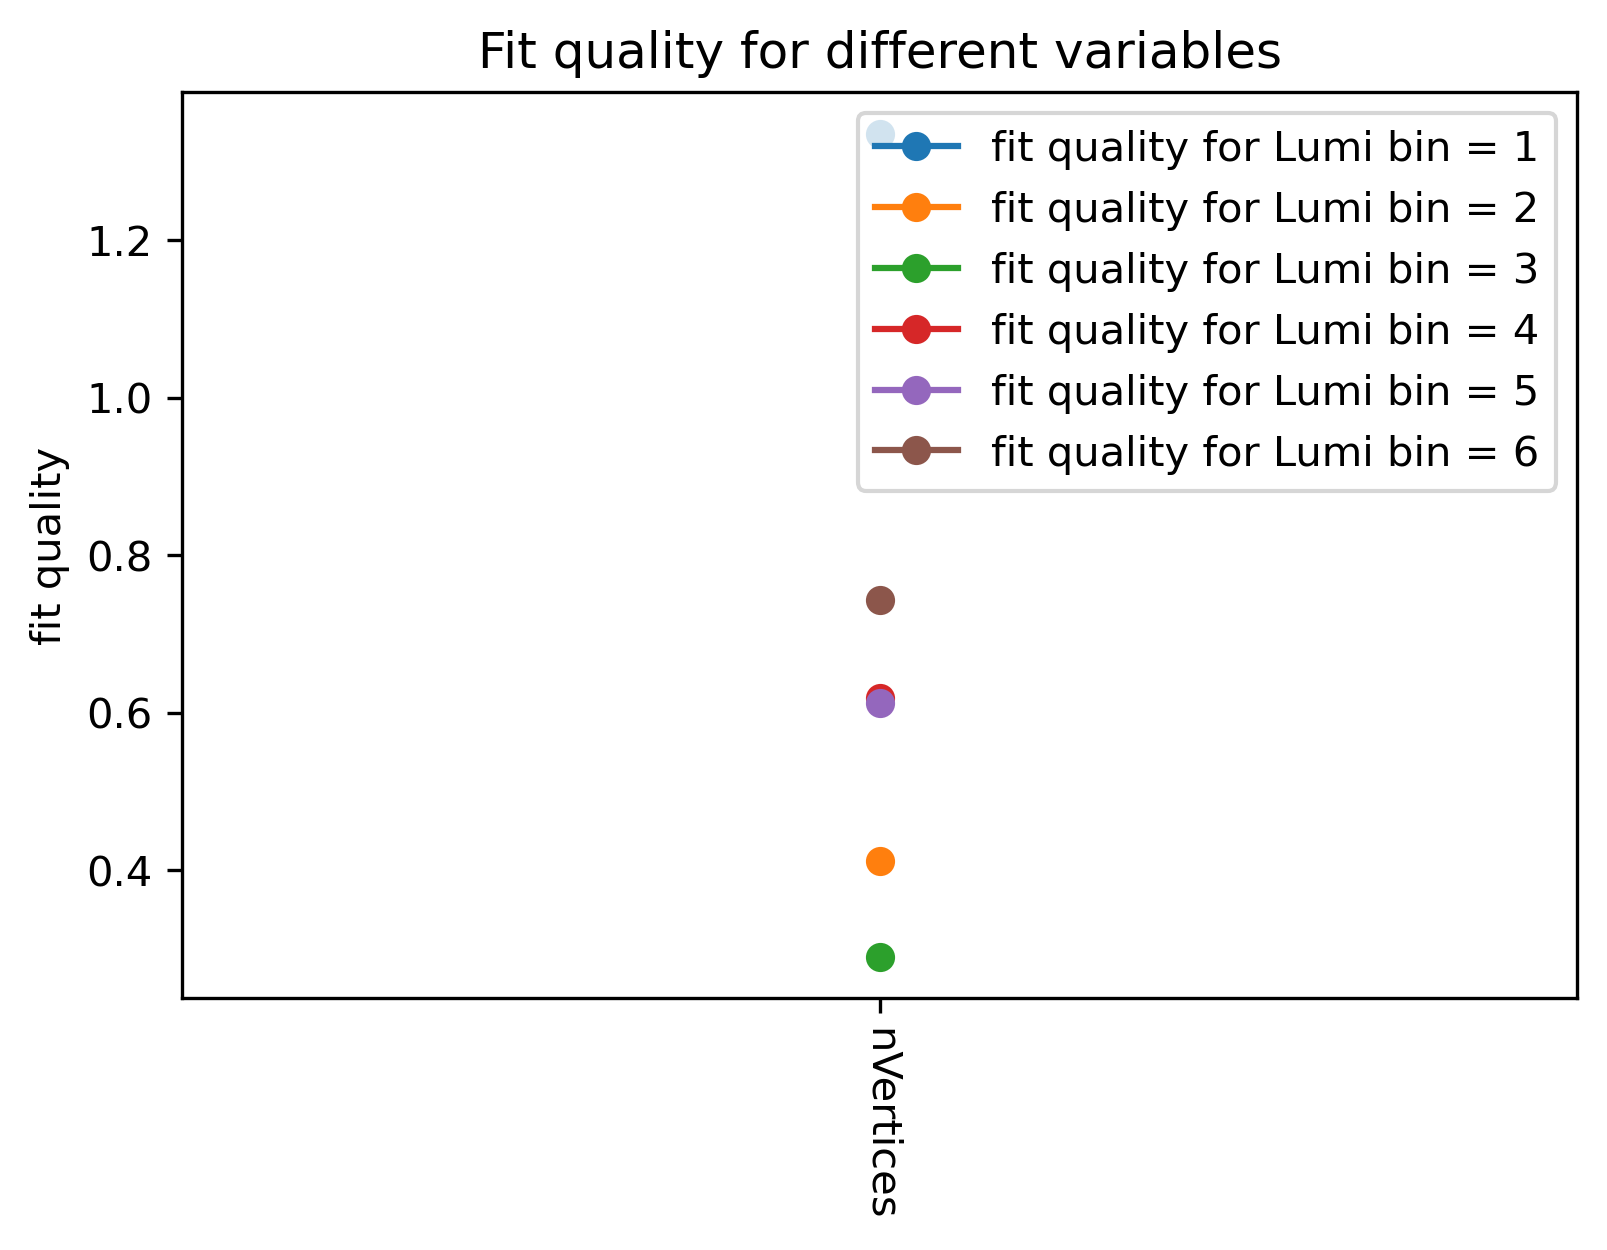 Fit quality for different variables
fit quality for Lumi bin = 1
fit quality for Lumi bin = 2
fit quality for Lumi bin = 3
fit quality for Lumi bin = 4
fit quality for Lumi bin = 5
fit quality for Lumi bin = 6
1.2
1.0
0.8
0.6
0.4
fit quality
nVertices